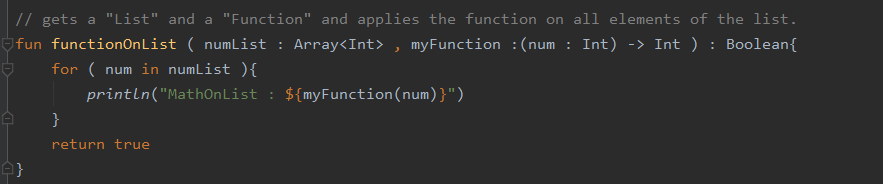 // gets a "List" and a "Function" and applies the function on all elements of the list.
fun functionOnList ( numList : Array<Int> , myFunction :(num : Int) -> Int ) : Boolean{
    for ( num in numList ){
        println("MathOnList : ${myFunction(num)}")
    }
    return true
}